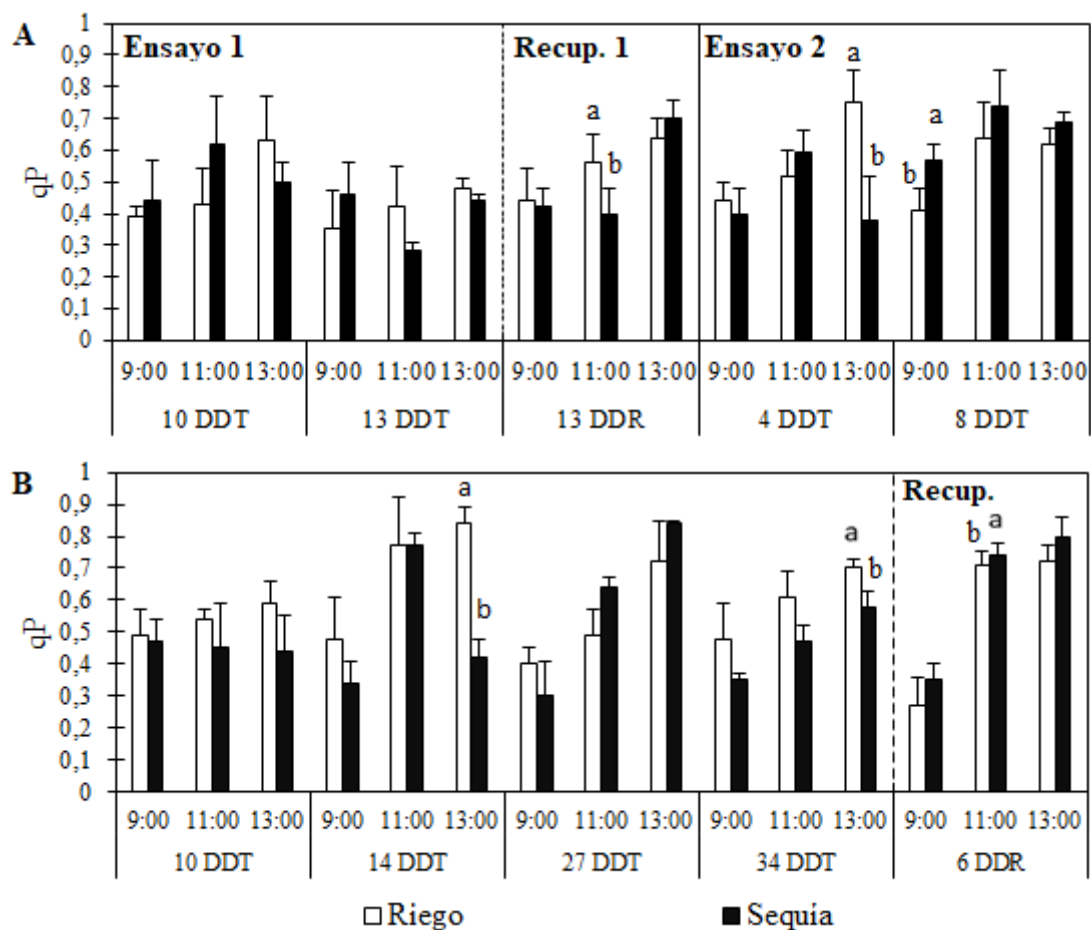 A
Ensayo 1
Recup. 1
Ensayo 2
qP
1
0,9
0,8
0,7
0,6
0,5
0,4
0,3
0,2
0,1
0
a
b
a
b
b
a
9:00 11:00 13:00 9:00 11:00 13:00 9:00 11:00 13:00 9:00 11:00 13:00 9:00 11:00 13:00
10 DDT 13 DDT 13 DDR 4 DDT 8 DDT
B
Recup.
qP
1
0,9
0,8
0,7
0,6
0,5
0,4
0,3
0,2
0,1
0
a
b
a
b
b
a
9:00 11:00 13:00 9:00 11:00 13:00 9:00 11:00 13:00 9:00 11:00 13:00 9:00 11:00 13:00
10 DDT 14 DDT 27 DDT 34 DDT 6 DDR
Riego Sequía